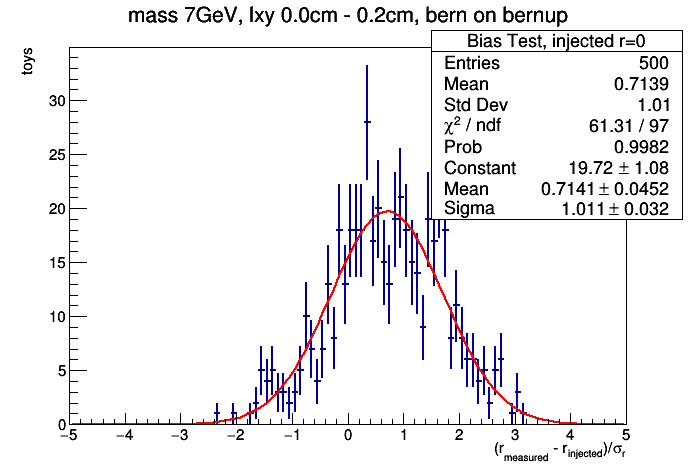 mass 7GeV, lxy 0.0cm - 0.2cm, bern on bernup
toys
Bias Test, injected r=0
Entries 500
Mean 0.7139
Std Dev 1.01
χ² / ndf 61.31 / 97
Prob 0.9982
Constant 19.72 ± 1.08
Mean 0.7141 ± 0.0452
Sigma 1.011 ± 0.032
30
25
20
15
10
5
0
−5 −4 −3 −2 −1 0 1 2 3 4 5
(r_measured - r_injected)/σ_r